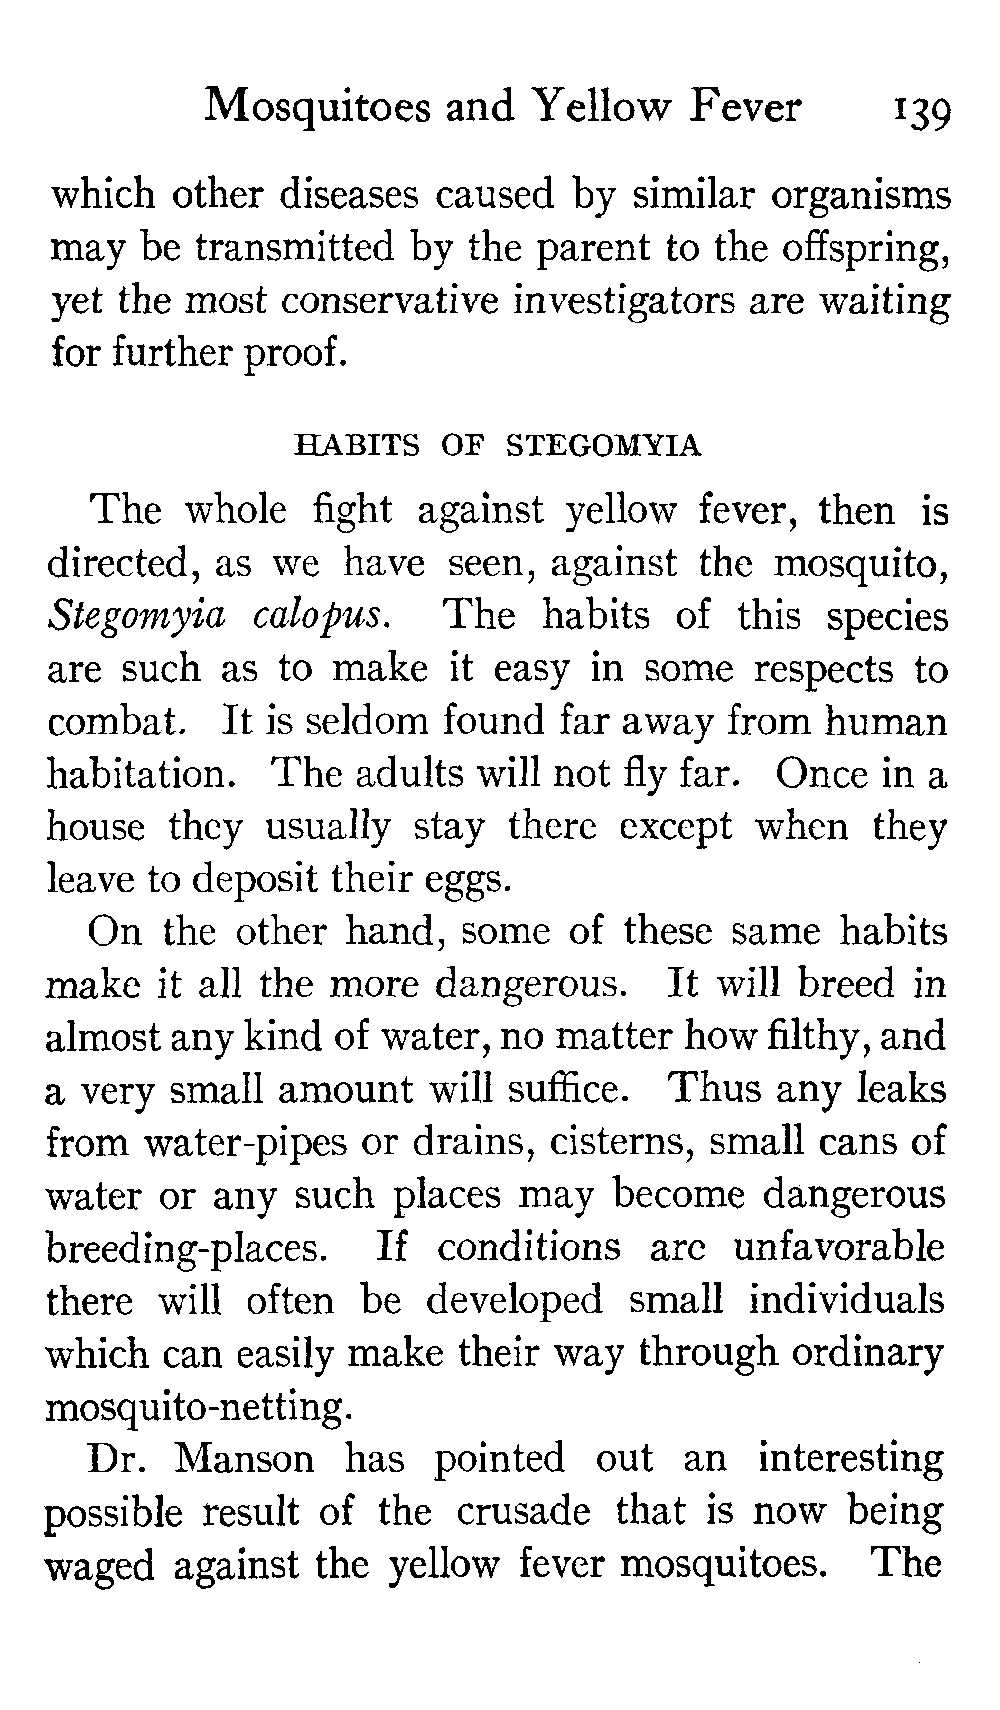 Mosquitoes and Yellow Fever 139
which other diseases caused by similar organisms
may be transmitted by the parent to the offspring,
yet the most conservative investigators are waiting
for further proof.
HABITS OF STEGOMYIA
The whole fight against yellow fever, then is
directed, as we have seen, against the mosquito,
Stegomyia calopus. The habits of this species
are such as to make it easy in some respects to
combat. It is seldom found far away from human
habitation. The adults will not fly far. Once in a
house they usually stay there except when they
leave to deposit their eggs.
On the other hand, some of these same habits
make it all the more dangerous. It will breed in
almost any kind of water, no matter how filthy, and
a very small amount will suffice. Thus any leaks
from water-pipes or drains, cisterns, small cans of
water or any such places may become dangerous
breeding-places. If conditions are unfavorable
there will often be developed small individuals
which can easily make their way through ordinary
mosquito-netting.
Dr. Manson has pointed out an interesting
possible result of the crusade that is now being
waged against the yellow fever mosquitoes. The